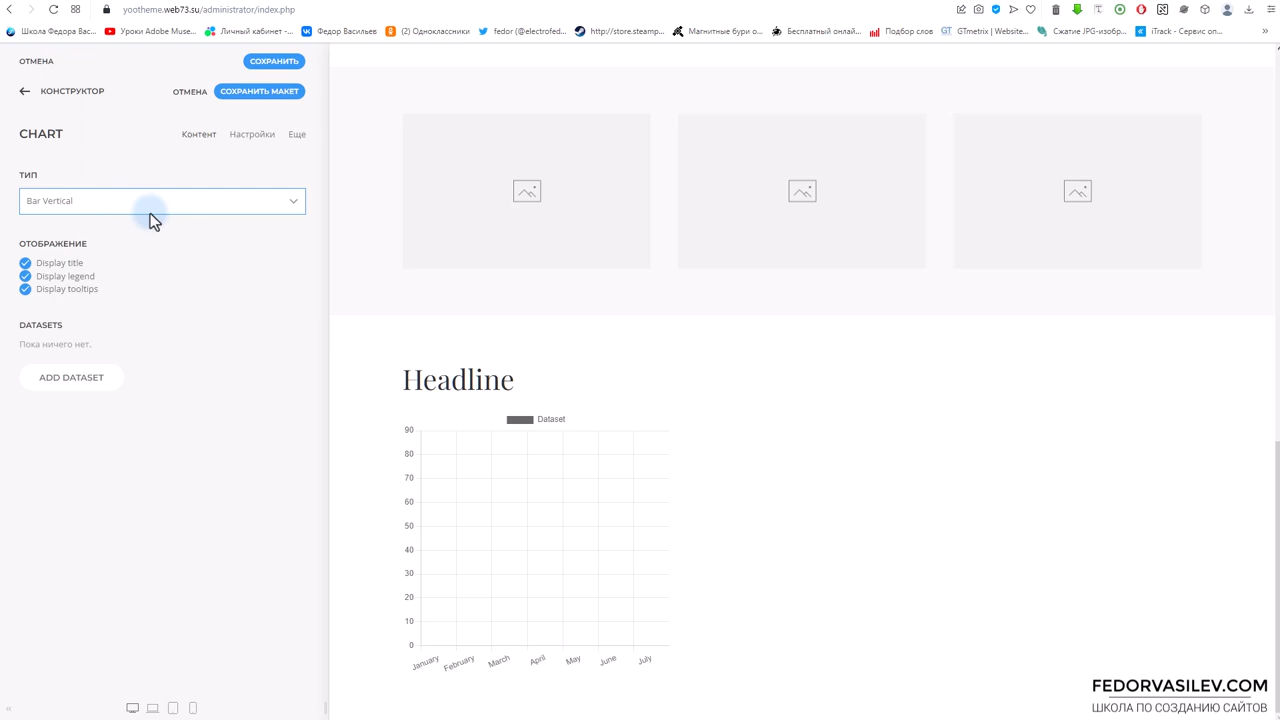 yootheme.web73.su/administrator/index.php
Школа Федора Вас...
Уроки Adobe Muse...
Личный кабинет -...
Федор Васильев
(2) Одноклассники
fedor (@electrofed...
http://store.steamp...
Магнитные бури о...
Бесплатный онлай...
Подбор слов
GTmetrix | Website...
Сжатие JPG-изобр...
iTrack - Сервис оп...
ОТМЕНА
СОХРАНИТЬ
КОНСТРУКТОР
ОТМЕНА
СОХРАНИТЬ МАКЕТ
CHART
Контент
Настройки
Еще
ТИП
Bar Vertical
ОТОБРАЖЕНИЕ
Display title
Display legend
Display tooltips
DATASETS
Пока ничего нет.
ADD DATASET
Headline
Dataset
90
80
70
60
50
40
30
20
10
0
January
February
March
April
May
June
July
FEDORVASILEV.COM
ШКОЛА ПО СОЗДАНИЮ САЙТОВ